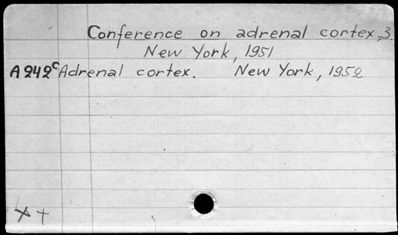 Conference on adrenal cortex, 3.
New York, 1951
A242c Adrenal cortex. New York, 1952